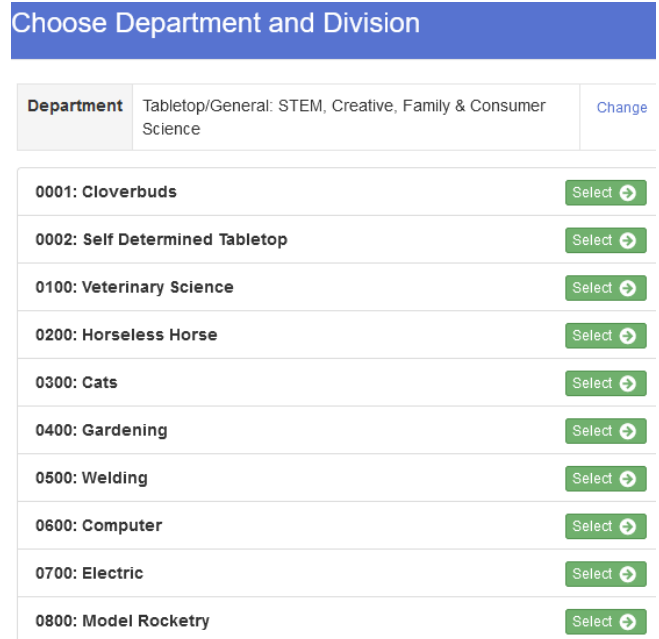 Choose Department and Division
Department Tabletop/General: STEM, Creative, Family & Consumer Change
Science
0001: Cloverbuds Select
0002: Self Determined Tabletop Select
0100: Veterinary Science Select
0200: Horseless Horse Select
0300: Cats Select
0400: Gardening Select
0500: Welding Select
0600: Computer Select
0700: Electric Select
0800: Model Rocketry Select